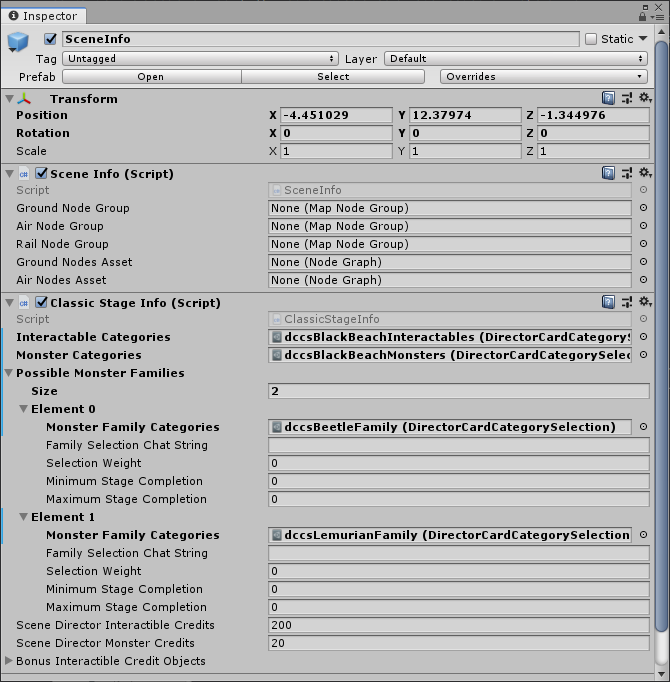 Inspector
SceneInfo Static
Tag Untagged Layer Default
Prefab Open Select Overrides
Transform
Position X -4.451029 Y 12.37974 Z -1.344976
Rotation X 0 Y 0 Z 0
Scale X 1 Y 1 Z 1
Scene Info (Script)
Script SceneInfo
Ground Node Group None (Map Node Group)
Air Node Group None (Map Node Group)
Rail Node Group None (Map Node Group)
Ground Nodes Asset None (Node Graph)
Air Nodes Asset None (Node Graph)
Classic Stage Info (Script)
Script ClassicStageInfo
Interactable Categories dccsBlackBeachInteractables (DirectorCardCategoryS
Monster Categories dccsBlackBeachMonsters (DirectorCardCategorySelec
Possible Monster Families
Size 2
Element 0
Monster Family Categories dccsBeetleFamily (DirectorCardCategorySelection)
Family Selection Chat String
Selection Weight 0
Minimum Stage Completion 0
Maximum Stage Completion 0
Element 1
Monster Family Categories dccsLemurianFamily (DirectorCardCategorySelection
Family Selection Chat String
Selection Weight 0
Minimum Stage Completion 0
Maximum Stage Completion 0
Scene Director Interactible Credits 200
Scene Director Monster Credits 20
Bonus Interactible Credit Objects